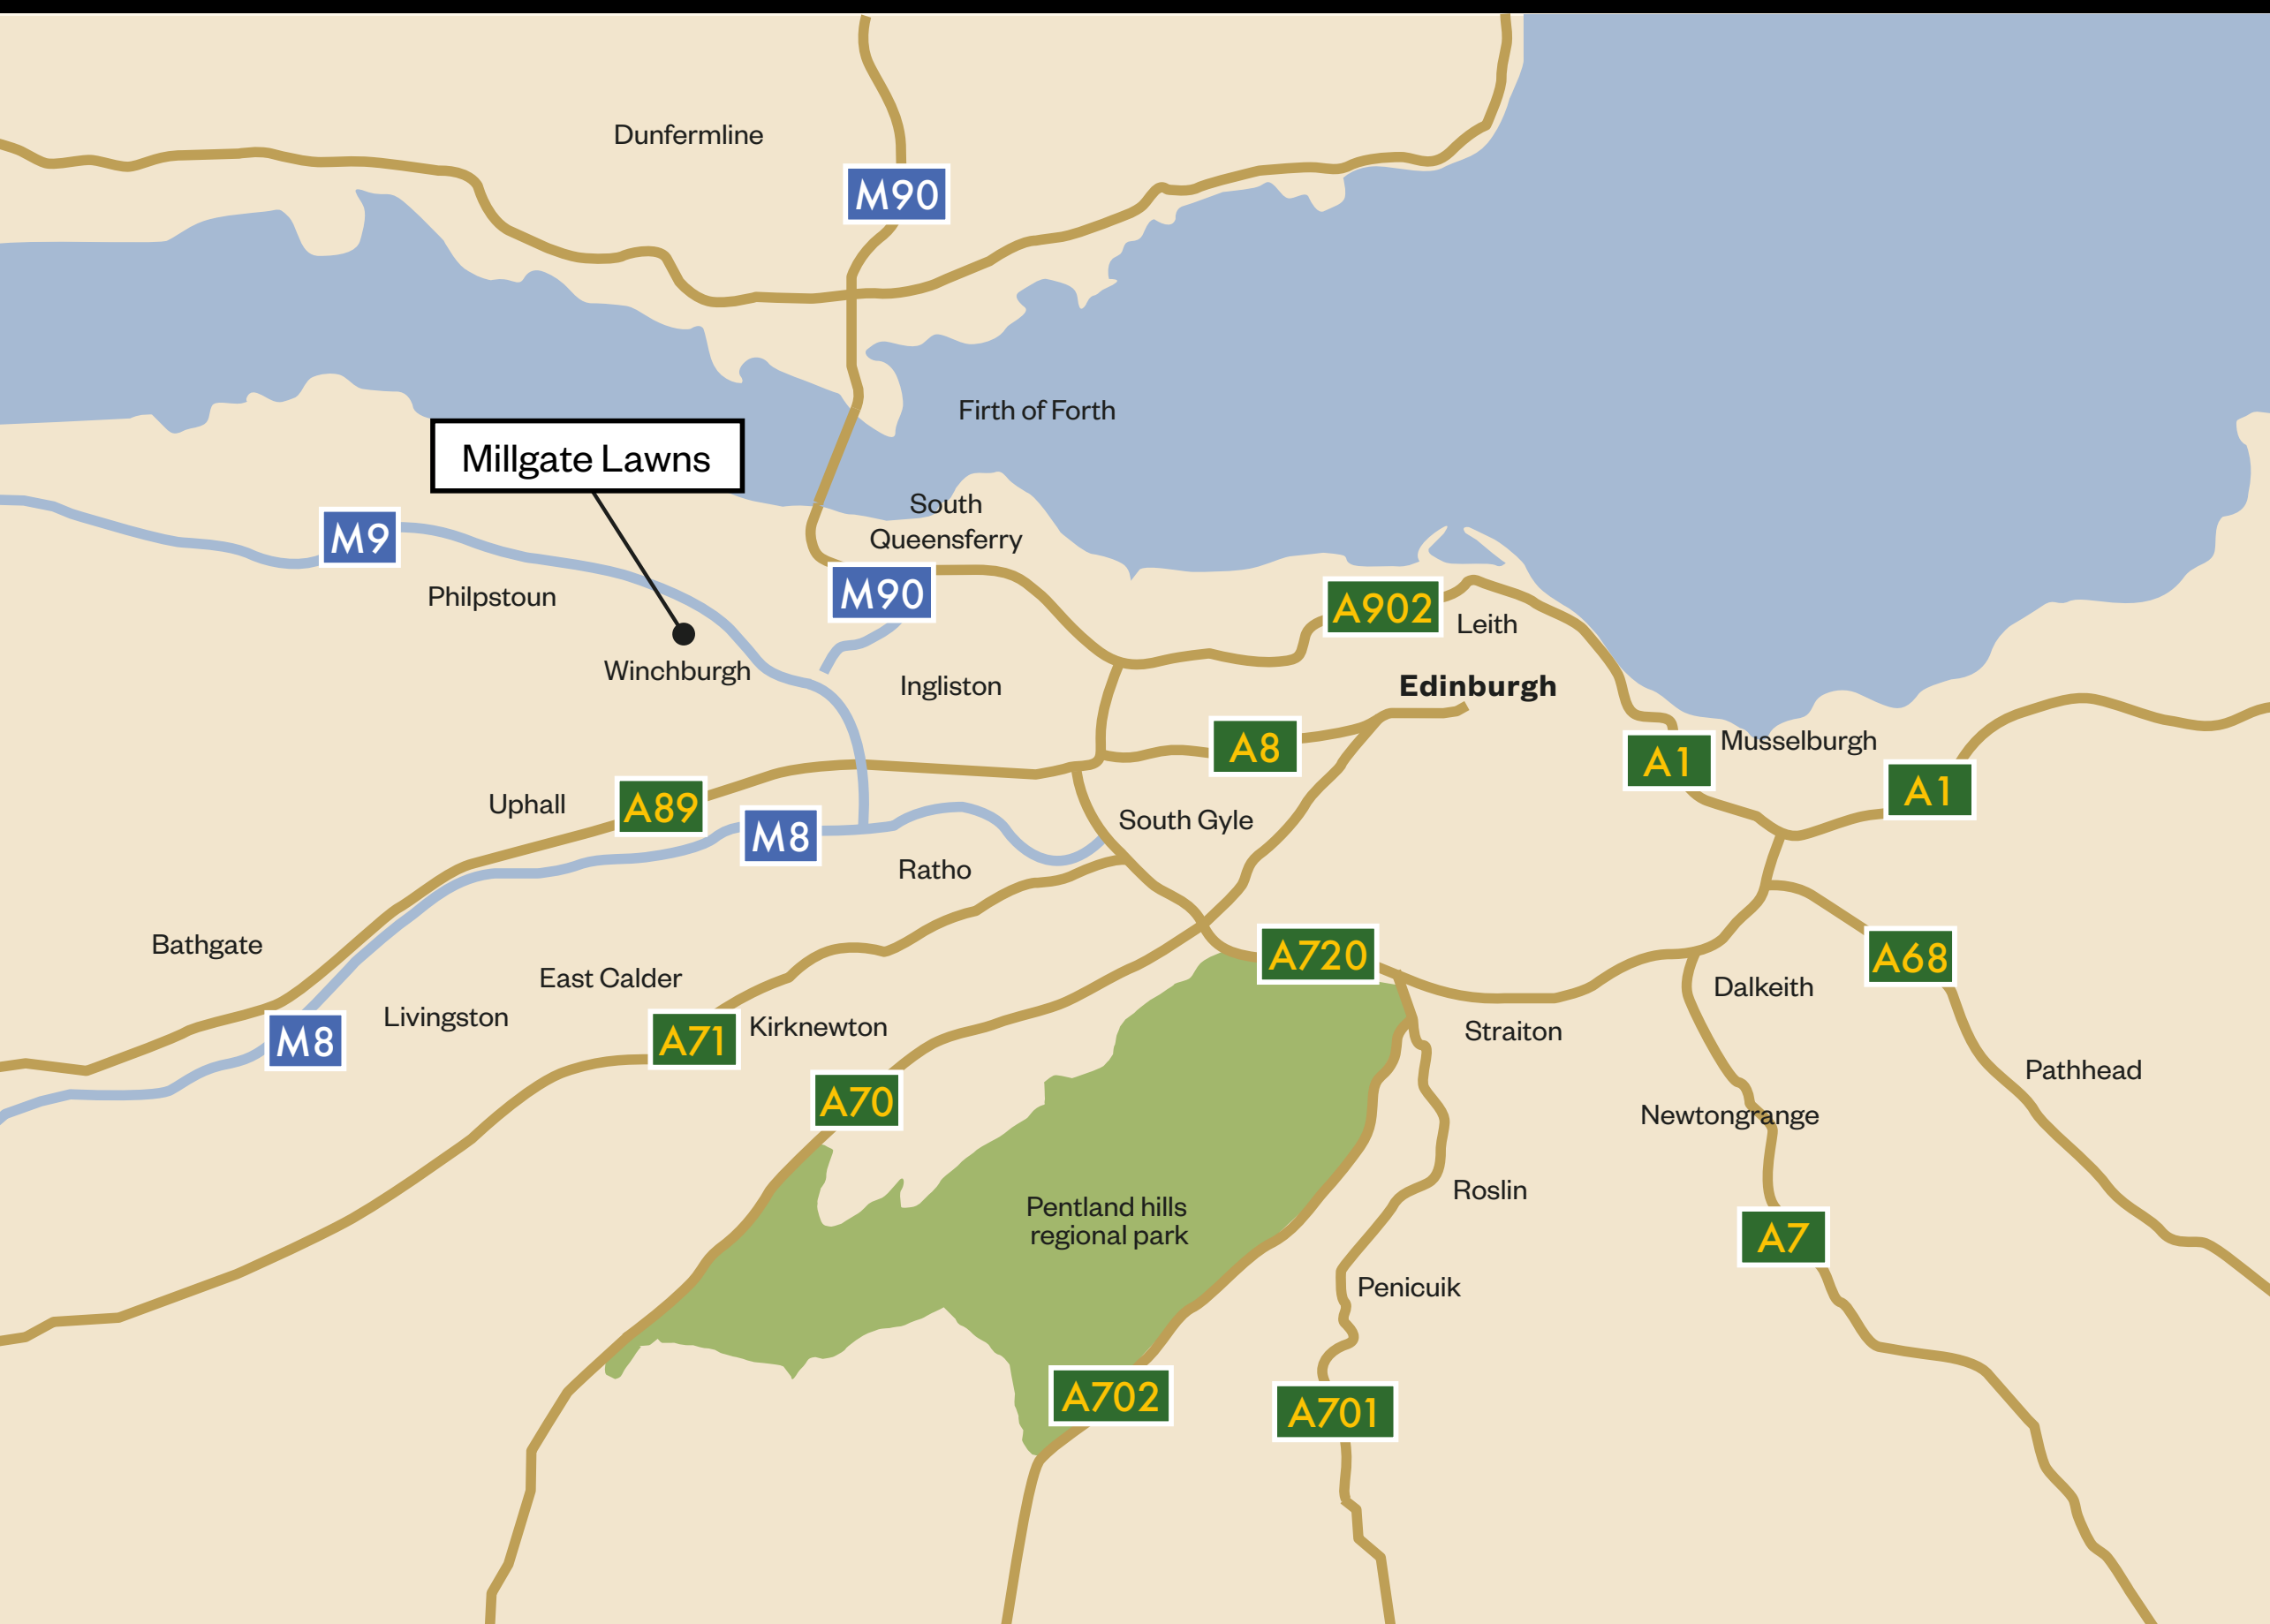 Dunfermline
M90
Firth of Forth
Millgate Lawns
South
Queensferry
M9
M90
Philpstoun
A902
Leith
Winchburgh
Ingliston
Edinburgh
A8
Musselburgh
A1
A1
Uphall
A89
M8
South Gyle
Ratho
Bathgate
A720
A68
East Calder
Dalkeith
Livingston
Kirknewton
Straiton
M8
A71
Pathhead
A70
Newtongrange
Roslin
Pentland hills
regional park
A7
Penicuik
A702
A701